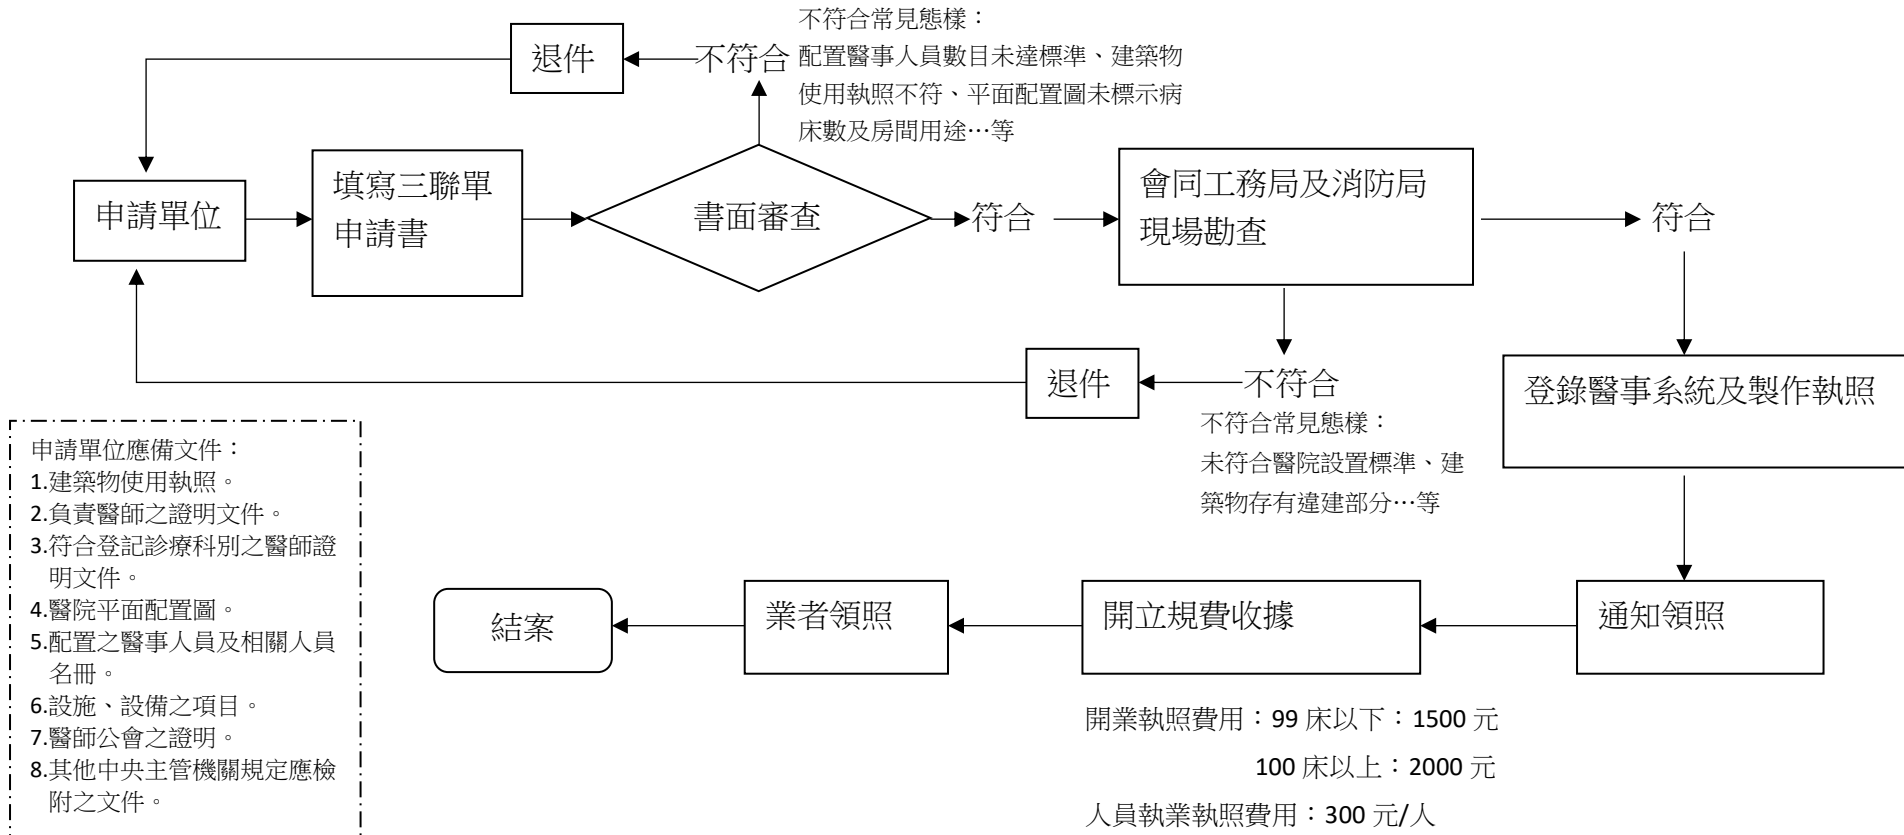 不符合常見態樣：
退件
不符合
配置醫事人員數目未達標準、建築物
使用執照不符、平面配置圖未標示病
床數及房間用途…等
申請單位
填寫三聯單
申請書
書面審查
符合
會同工務局及消防局
現場勘查
符合
退件
不符合
不符合常見態樣：
未符合醫院設置標準、建
築物存有違建部分…等
登錄醫事系統及製作執照
申請單位應備文件：
1.建築物使用執照。
2.負責醫師之證明文件。
3.符合登記診療科別之醫師證
明文件。
4.醫院平面配置圖。
5.配置之醫事人員及相關人員
名冊。
6.設施、設備之項目。
7.醫師公會之證明。
8.其他中央主管機關規定應檢
附之文件。
結案
業者領照
開立規費收據
通知領照
開業執照費用：99 床以下：1500 元
100 床以上：2000 元
人員執業執照費用：300 元/人